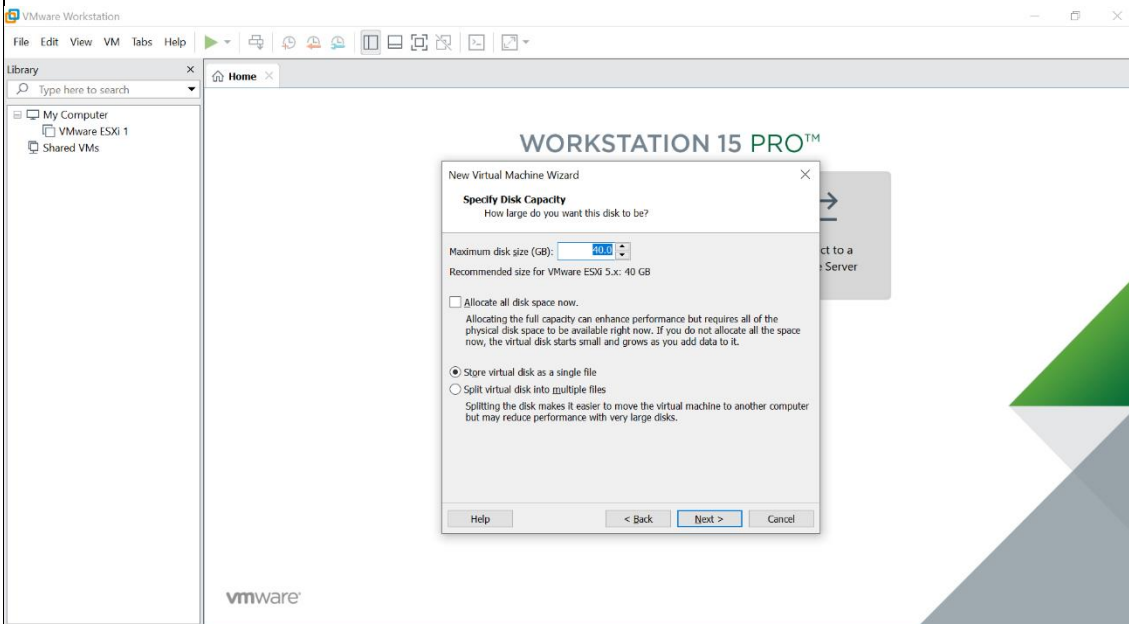 VMware Workstation
File Edit View VM Tabs Help
Library
Type here to search
My Computer
VMware ESXi 1
Shared VMs
Home
WORKSTATION 15 PRO™
New Virtual Machine Wizard
Specify Disk Capacity
How large do you want this disk to be?
Maximum disk size (GB): 40.0
Recommended size for VMware ESXi 5.x: 40 GB
Allocate all disk space now.
Allocating the full capacity can enhance performance but requires all of the
physical disk space to be available right now. If you do not allocate all the space
now, the virtual disk starts small and grows as you add data to it.
Store virtual disk as a single file
Split virtual disk into multiple files
Splitting the disk makes it easier to move the virtual machine to another computer
but may reduce performance with very large disks.
Help < Back Next > Cancel
ct to a
Server
vmware